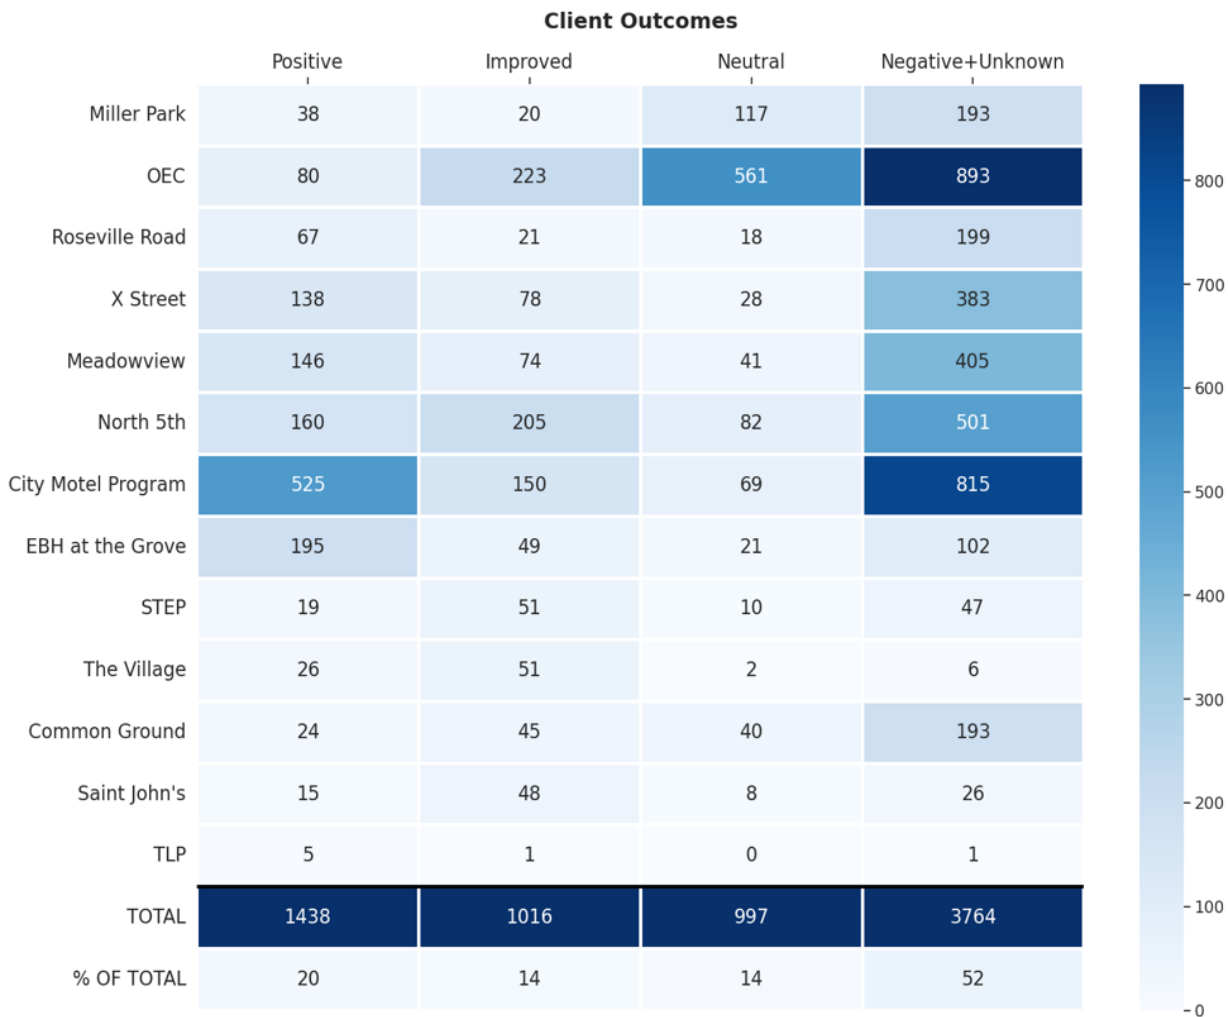 Client Outcomes
Positive Improved Neutral Negative+Unknown
Miller Park 38 20 117 193
OEC 80 223 561 893
Roseville Road 67 21 18 199
X Street 138 78 28 383
Meadowview 146 74 41 405
North 5th 160 205 82 501
City Motel Program 525 150 69 815
EBH at the Grove 195 49 21 102
STEP 19 51 10 47
The Village 26 51 2 6
Common Ground 24 45 40 193
Saint John's 15 48 8 26
TLP 5 1 0 1
TOTAL 1438 1016 997 3764
% OF TOTAL 20 14 14 52
800
700
600
500
400
300
200
100
0